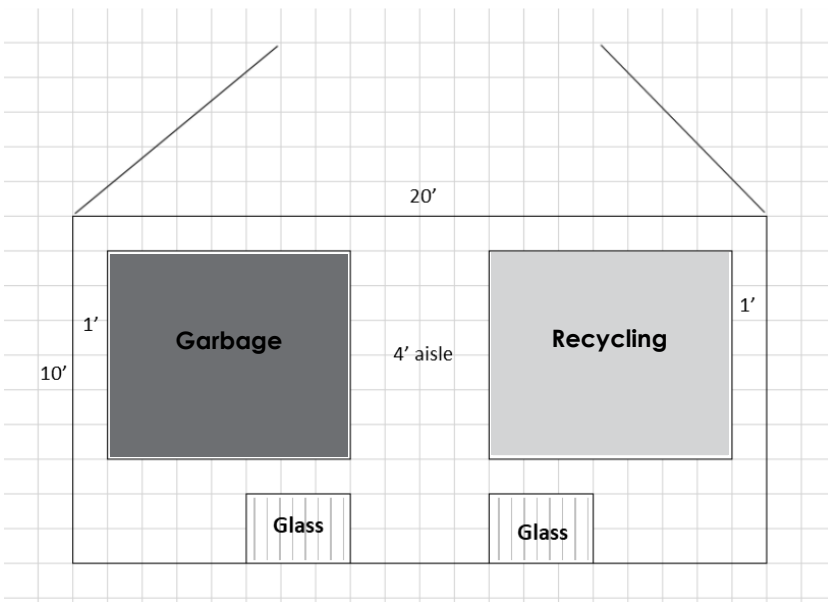 20’
1’
Garbage
Recycling
1’
4’ aisle
10’
Glass
Glass